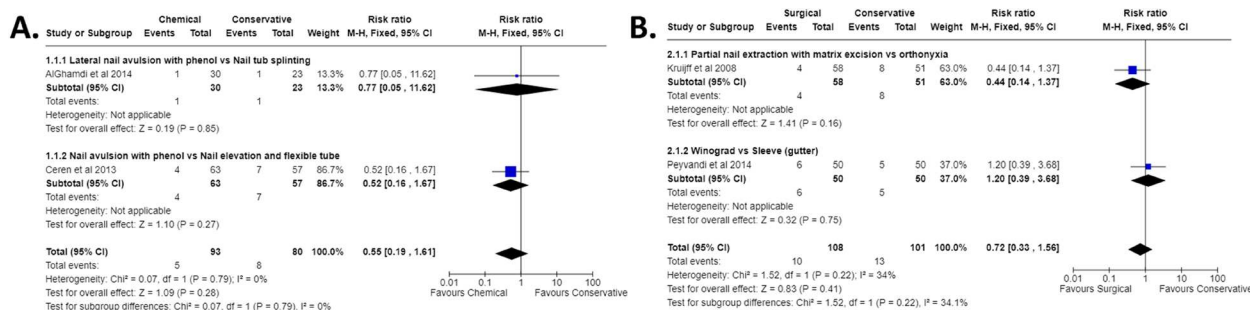 A.
Chemical Conservative Risk ratio Risk ratio
Study or Subgroup Events Total Events Total Weight M-H, Fixed, 95% CI M-H, Fixed, 95% CI
1.1.1 Lateral nail avulsion with phenol vs Nail tub splinting
AlGhamdi et al 2014 1 30 1 23 13.3% 0.77 [0.05 , 11.62]
Subtotal (95% CI) 30 23 13.3% 0.77 [0.05 , 11.62]
Total events: 1 1
Heterogeneity: Not applicable
Test for overall effect: Z = 0.19 (P = 0.85)
1.1.2 Nail avulsion with phenol vs Nail elevation and flexible tube
Ceren et al 2013 4 63 7 57 86.7% 0.52 [0.16 , 1.67]
Subtotal (95% CI) 63 57 86.7% 0.52 [0.16 , 1.67]
Total events: 4 7
Heterogeneity: Not applicable
Test for overall effect: Z = 1.10 (P = 0.27)
Total (95% CI) 93 80 100.0% 0.55 [0.19 , 1.61]
Total events: 5 8
Heterogeneity: Chi² = 0.07, df = 1 (P = 0.79); I² = 0%
Test for overall effect: Z = 1.09 (P = 0.28)
Test for subgroup differences: Chi² = 0.07, df = 1 (P = 0.79), I² = 0%
0.01 0.1 1 10 100
Favours Chemical Favours Conservative
B.
Surgical Conservative Risk ratio Risk ratio
Study or Subgroup Events Total Events Total Weight M-H, Fixed, 95% CI M-H, Fixed, 95% CI
2.1.1 Partial nail extraction with matrix excision vs orthonyxia
Kruijff et al 2008 4 58 8 51 63.0% 0.44 [0.14 , 1.37]
Subtotal (95% CI) 58 51 63.0% 0.44 [0.14 , 1.37]
Total events: 4 8
Heterogeneity: Not applicable
Test for overall effect: Z = 1.41 (P = 0.16)
2.1.2 Winograd vs Sleeve (gutter)
Peyvandi et al 2014 6 50 5 50 37.0% 1.20 [0.39 , 3.68]
Subtotal (95% CI) 50 50 37.0% 1.20 [0.39 , 3.68]
Total events: 6 5
Heterogeneity: Not applicable
Test for overall effect: Z = 0.32 (P = 0.75)
Total (95% CI) 108 101 100.0% 0.72 [0.33 , 1.56]
Total events: 10 13
Heterogeneity: Chi² = 1.52, df = 1 (P = 0.22); I² = 34%
Test for overall effect: Z = 0.83 (P = 0.41)
Test for subgroup differences: Chi² = 1.52, df = 1 (P = 0.22), I² = 34.1%
0.01 0.1 1 10 100
Favours Surgical Favours Conservative